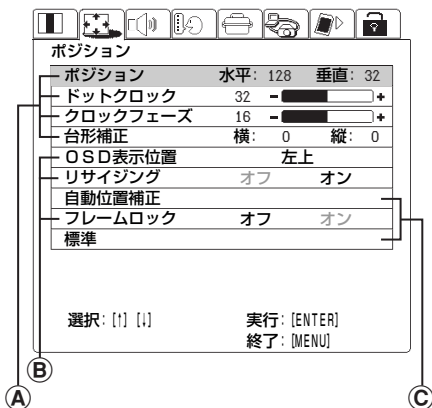 ポジション
ポジション 水平: 128 垂直: 32
ドットクロック 32 - +
クロックフェーズ 16 - +
台形補正 横: 0 縦: 0
OSD表示位置 左上
リサイジング オフ オン
自動位置補正
フレームロック オフ オン
標準
選択: [↑] [↓] 実行: [ENTER]
終了: [MENU]
A B C